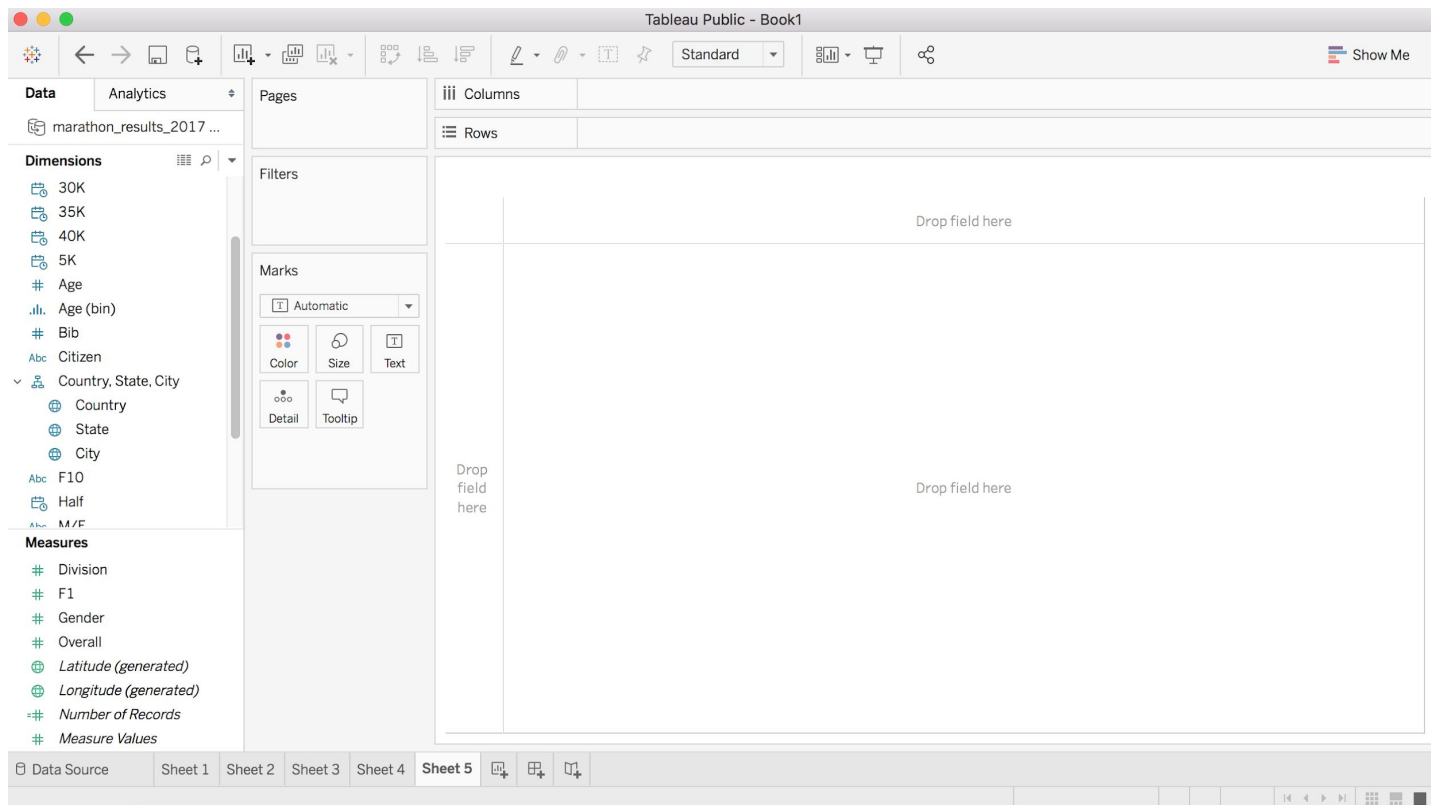 Tableau Public - Book1
Standard
Show Me
Data Analytics
marathon_results_2017 ...
Dimensions
30K
35K
40K
5K
# Age
Age (bin)
# Bib
Abc Citizen
Country, State, City
Country
State
City
Abc F10
Half
Abc M/F
Measures
# Division
# F1
# Gender
# Overall
Latitude (generated)
Longitude (generated)
=# Number of Records
# Measure Values
Pages
Filters
Marks
T Automatic
Color Size Text
Detail Tooltip
Columns
Rows
Drop field here
Drop
field
here
Drop field here
Data Source Sheet 1 Sheet 2 Sheet 3 Sheet 4 Sheet 5